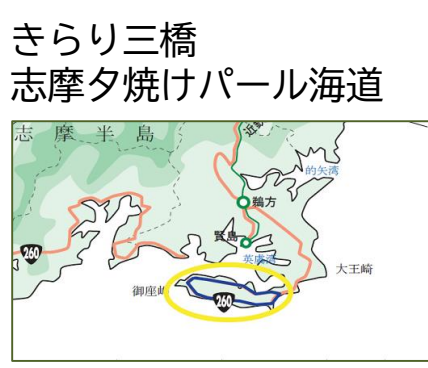 きらり三橋
志摩夕焼けパール海道
志摩半島
的矢湾
鵜方
賢島
260
英虞湾
大王崎
御座岬
260